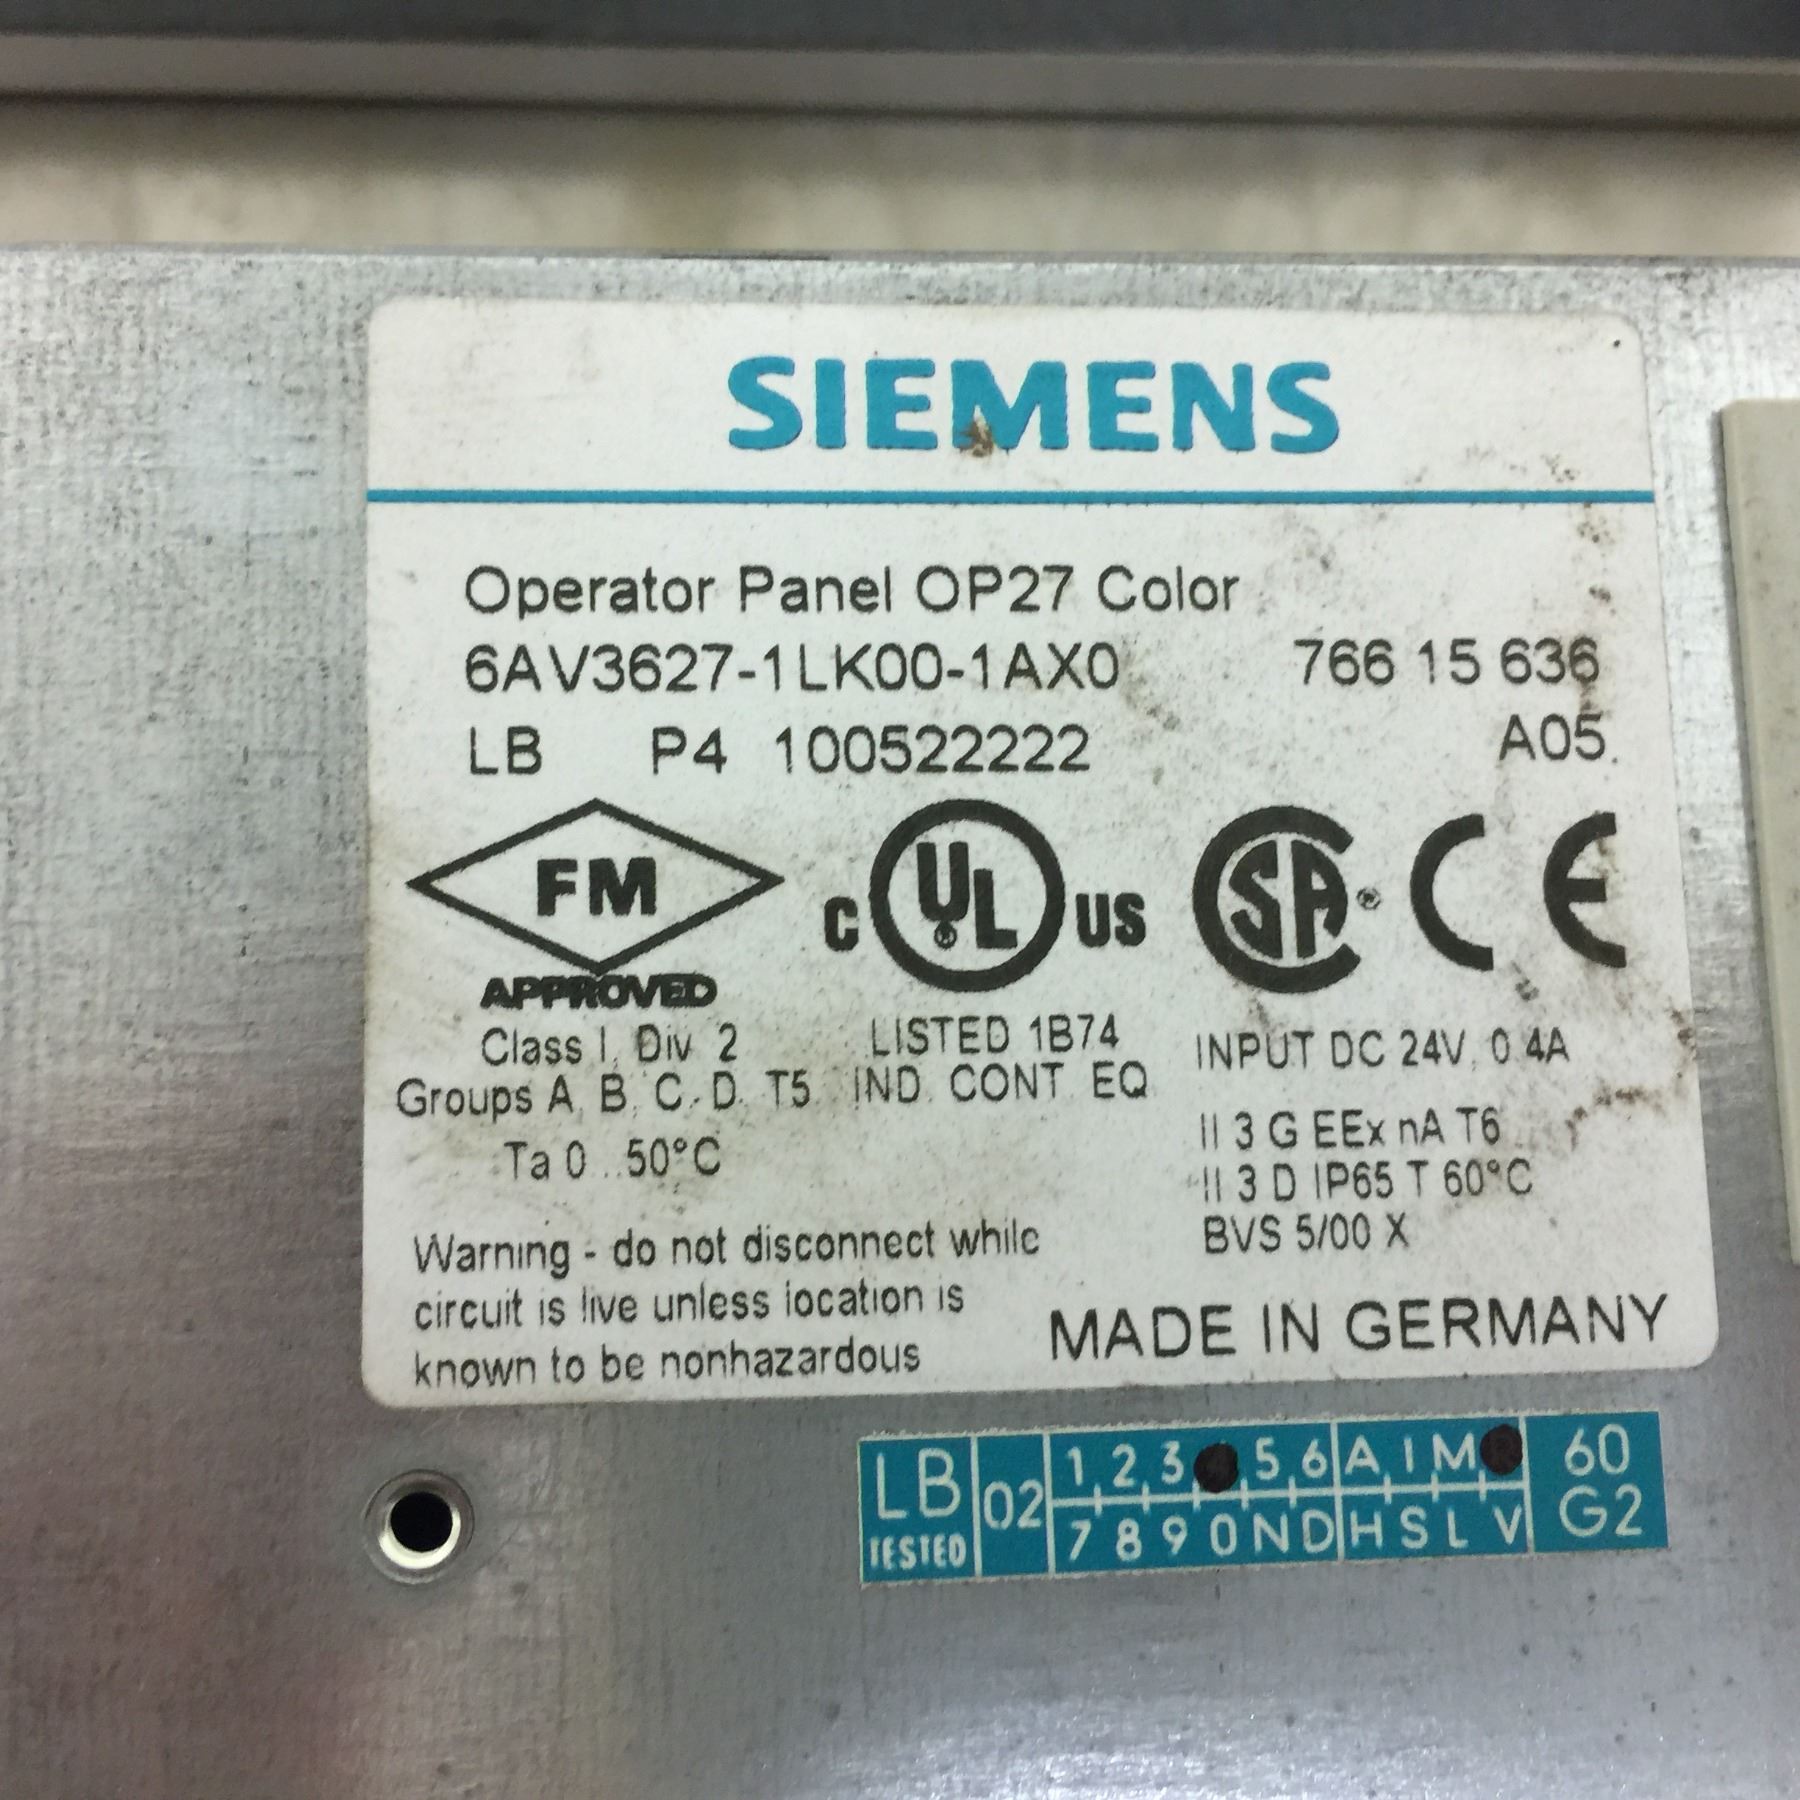 SIEMENS
Operator Panel OP27 Color
6AV3627-1LK00-1AX0 766 15 636
LB P4 100522222 A05.
FM
APPROVED
C UL® US
SA®
CE
Class I, Div 2
Groups A, B, C, D, T5
Ta 0 .. 50°C
LISTED 1B74
IND. CONT. EQ
INPUT DC 24V, 0.4A
II 3 G EEx nA T6
II 3 D IP65 T 60°C
BVS 5/00 X
Warning - do not disconnect while
circuit is live unless location is
known to be nonhazardous
MADE IN GERMANY
LB
TESTED
02
1 2 3 5 6 A I M
7 8 9 0 N D H S L V
60
G2